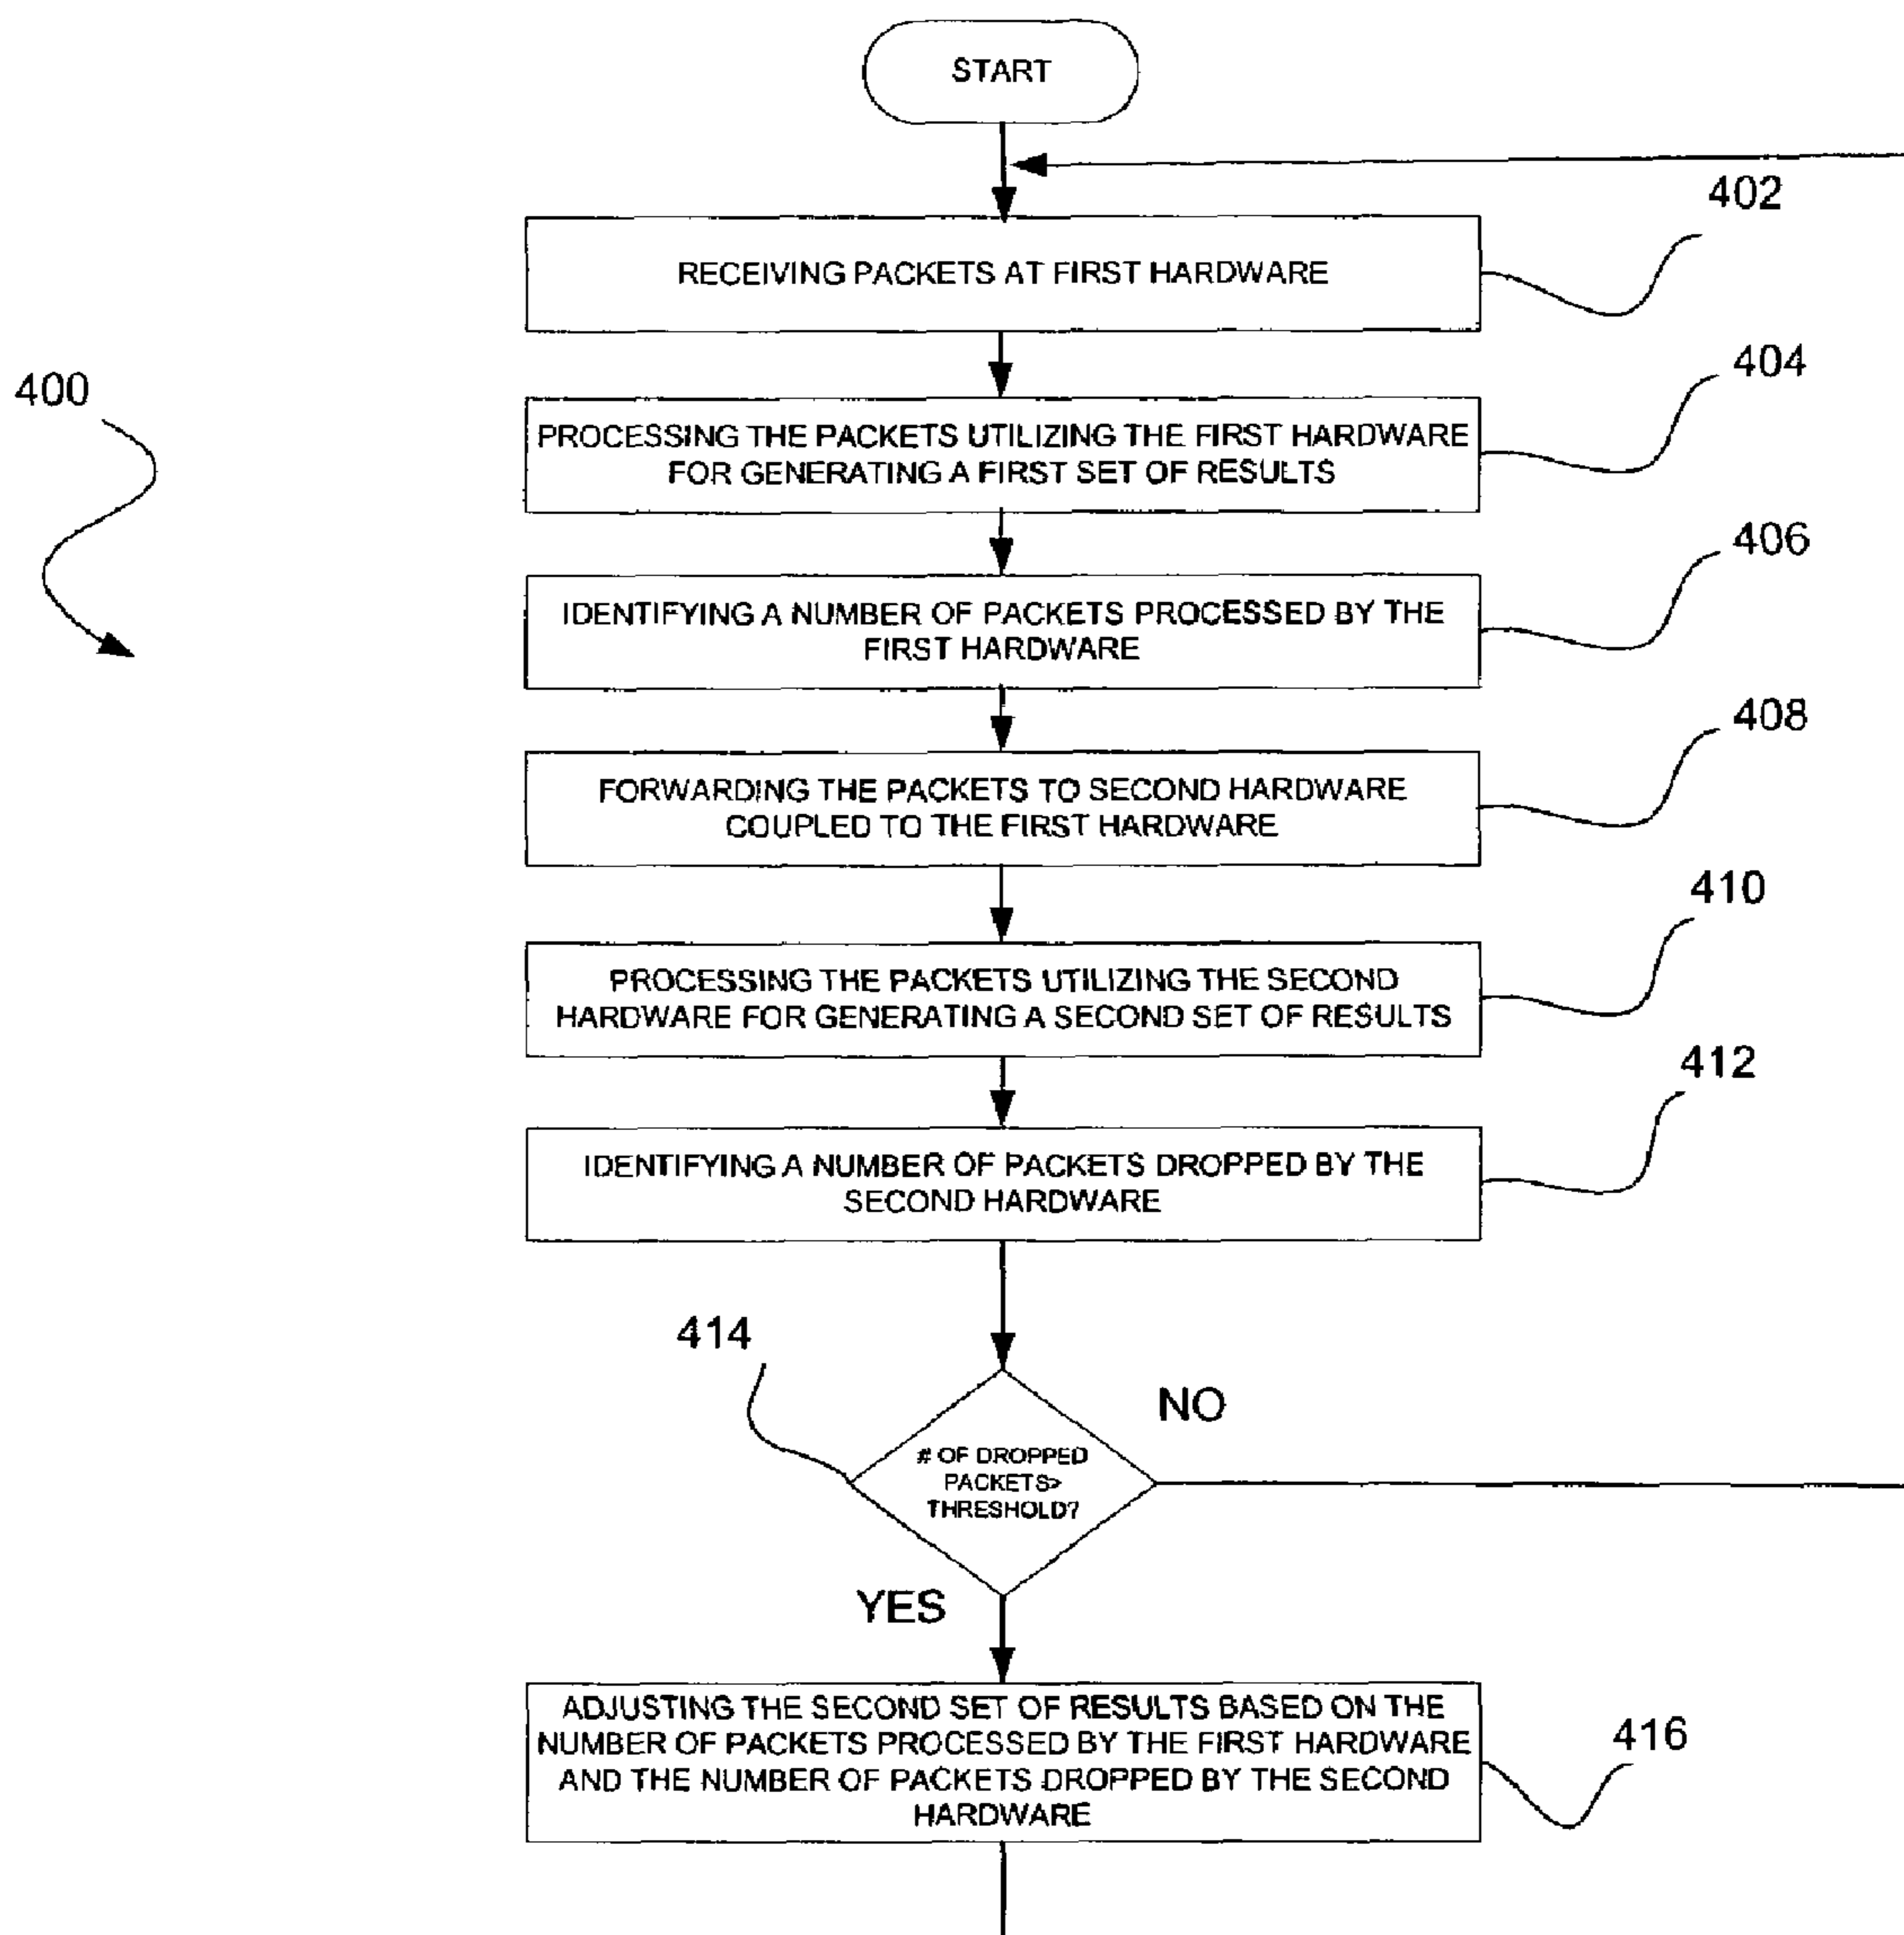 START
402
RECEIVING PACKETS AT FIRST HARDWARE
400
404
PROCESSING THE PACKETS UTILIZING THE FIRST HARDWARE
FOR GENERATING A FIRST SET OF RESULTS
406
IDENTIFYING A NUMBER OF PACKETS PROCESSED BY THE
FIRST HARDWARE
408
FORWARDING THE PACKETS TO SECOND HARDWARE
COUPLED TO THE FIRST HARDWARE
410
PROCESSING THE PACKETS UTILIZING THE SECOND
HARDWARE FOR GENERATING A SECOND SET OF RESULTS
412
IDENTIFYING A NUMBER OF PACKETS DROPPED BY THE
SECOND HARDWARE
414
NO
# OF DROPPED
PACKETS>
THRESHOLD?
YES
ADJUSTING THE SECOND SET OF RESULTS BASED ON THE
NUMBER OF PACKETS PROCESSED BY THE FIRST HARDWARE
AND THE NUMBER OF PACKETS DROPPED BY THE SECOND
HARDWARE
416